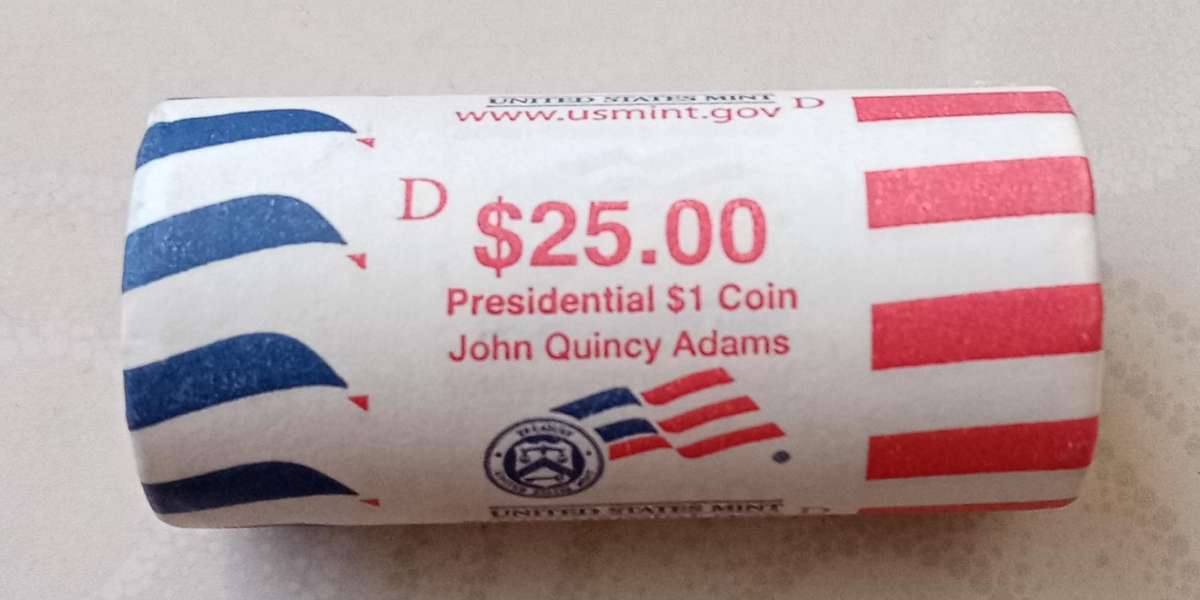 UNITED STATES MINT
www.usmint.gov D
D
$25.00
Presidential $1 Coin
John Quincy Adams
UNITED STATES MINT D